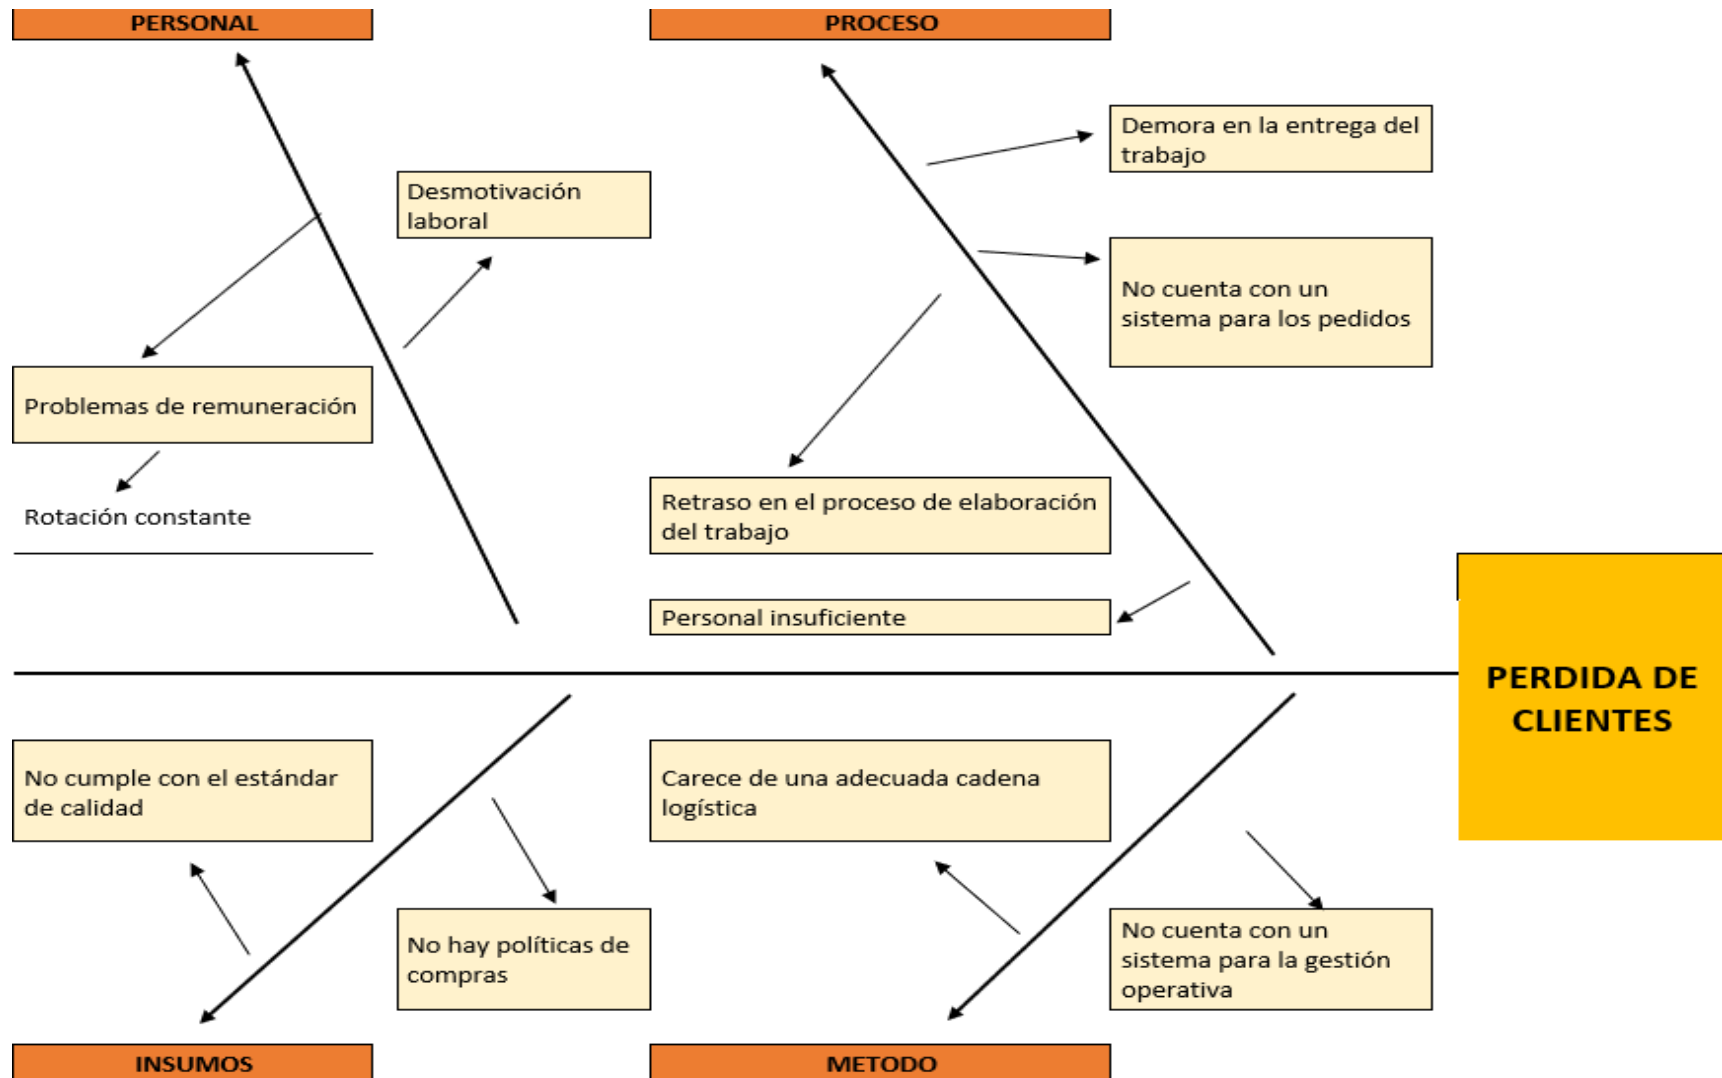 PERSONAL
PROCESO
Demora en la entrega del
trabajo
Desmotivación
laboral
No cuenta con un
sistema para los pedidos
Problemas de remuneración
Rotación constante
Retraso en el proceso de elaboración
del trabajo
Personal insuficiente
PERDIDA DE
CLIENTES
No cumple con el estándar
de calidad
Carece de una adecuada cadena
logística
No hay políticas de
compras
No cuenta con un
sistema para la gestión
operativa
INSUMOS
METODO